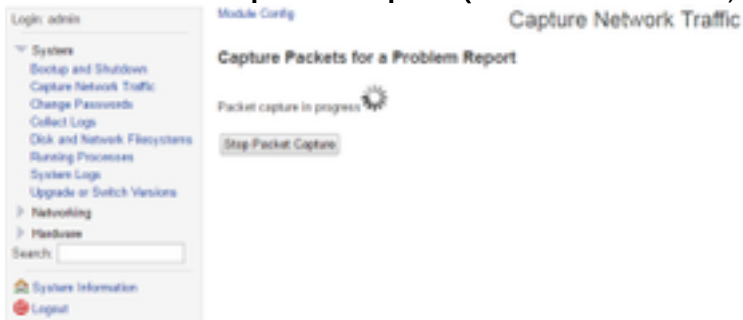 Login: admin
System
Bootup and Shutdown
Capture Network Traffic
Change Passwords
Collect Logs
Disk and Network Filesystems
Running Processes
System Logs
Upgrade or Switch Versions
Networking
Hardware
Search:
System Information
Logout
Module Config
Capture Network Traffic
Capture Packets for a Problem Report
Packet capture in progress
Stop Packet Capture